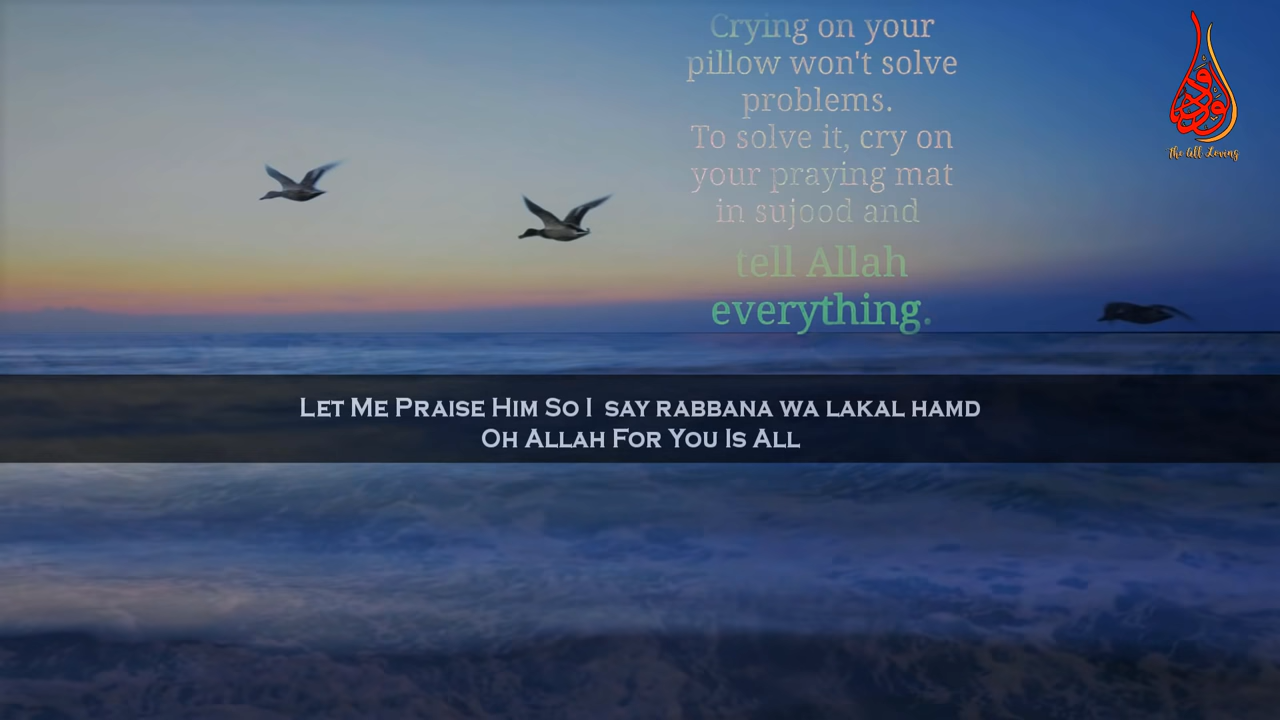 Crying on your
pillow won't solve
problems.
To solve it, cry on
your praying mat
in sujood and
tell Allah
everything.
The All Loving
LET ME PRAISE HIM SO I SAY RABBANA WA LAKAL HAMD
OH ALLAH FOR YOU IS ALL